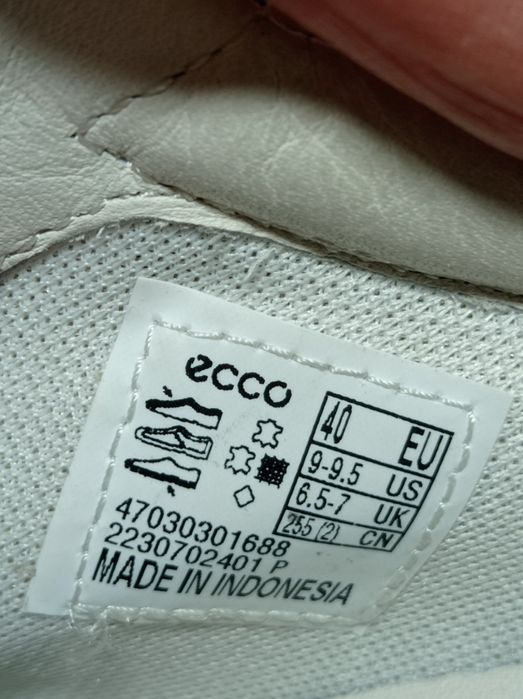 ecco
40 EU
9-9.5 US
6.5-7 UK
255 (2) CN
47030301688
2230702401 P
MADE IN INDONESIA